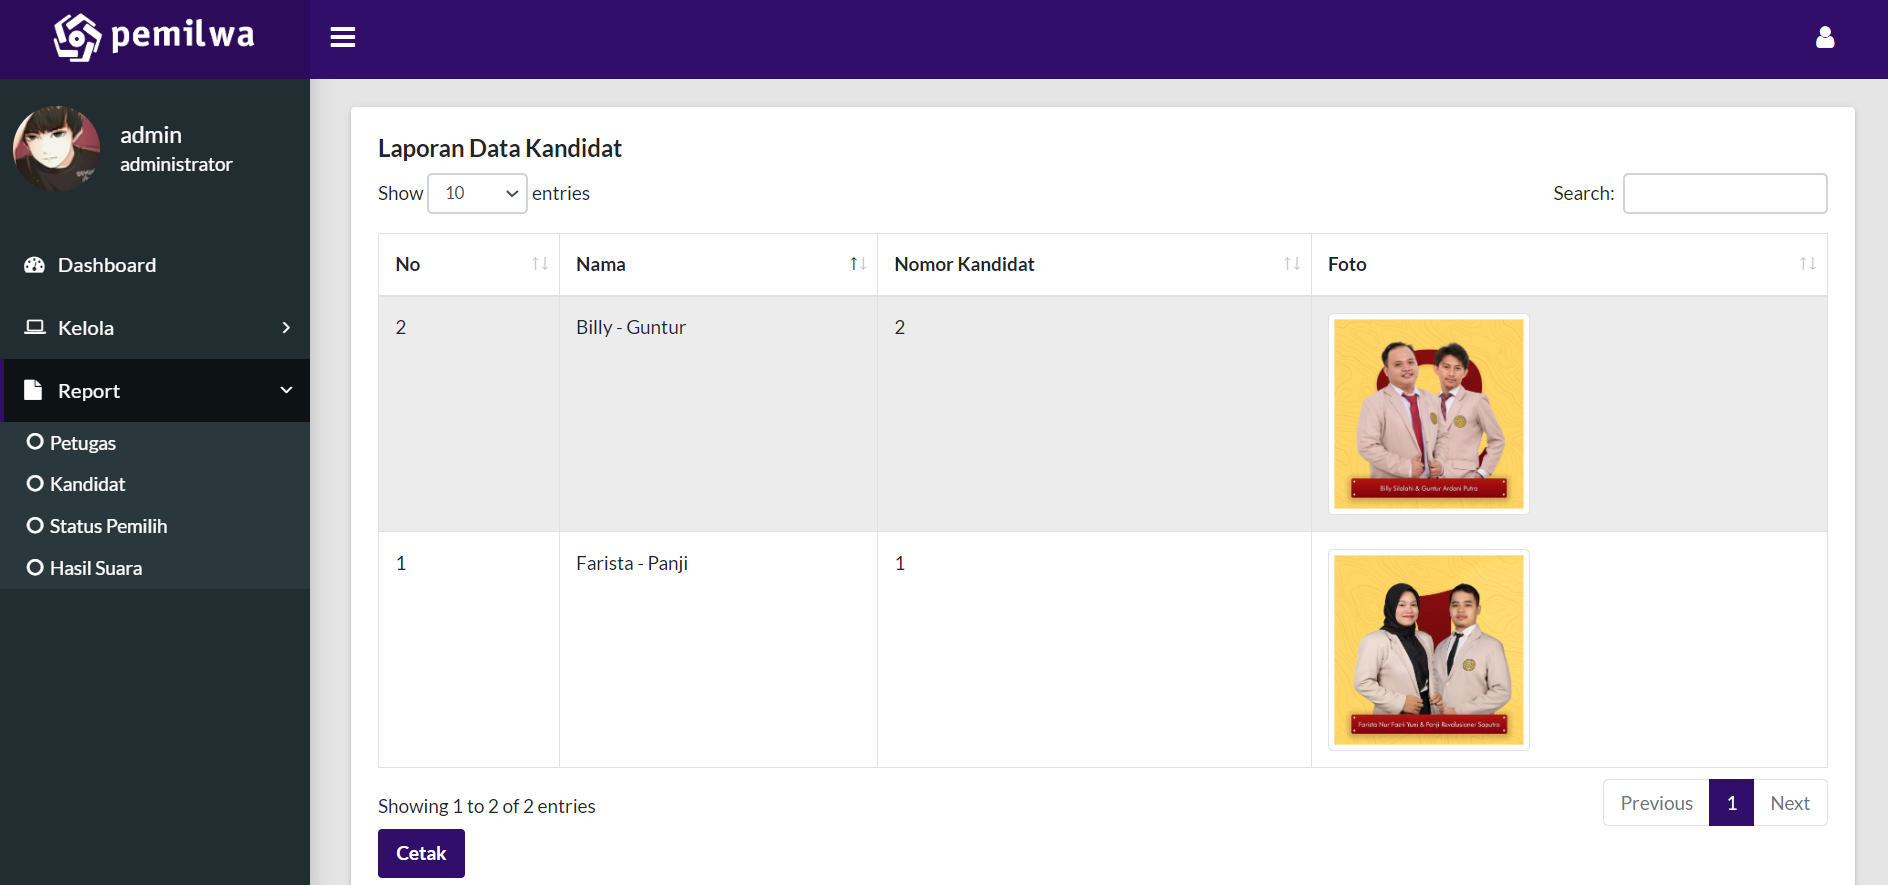 pemilwa
admin
administrator
Dashboard
Kelola
Report
Petugas
Kandidat
Status Pemilih
Hasil Suara
Laporan Data Kandidat
Show 10 entries
Search:
No Nama Nomor Kandidat Foto
2 Billy - Guntur 2
Billy Silalahi & Guntur Ardani Putra
1 Farista - Panji 1
Farista Nur Fazri Yuni & Panji Revolusioner Saputra
Showing 1 to 2 of 2 entries
Previous 1 Next
Cetak